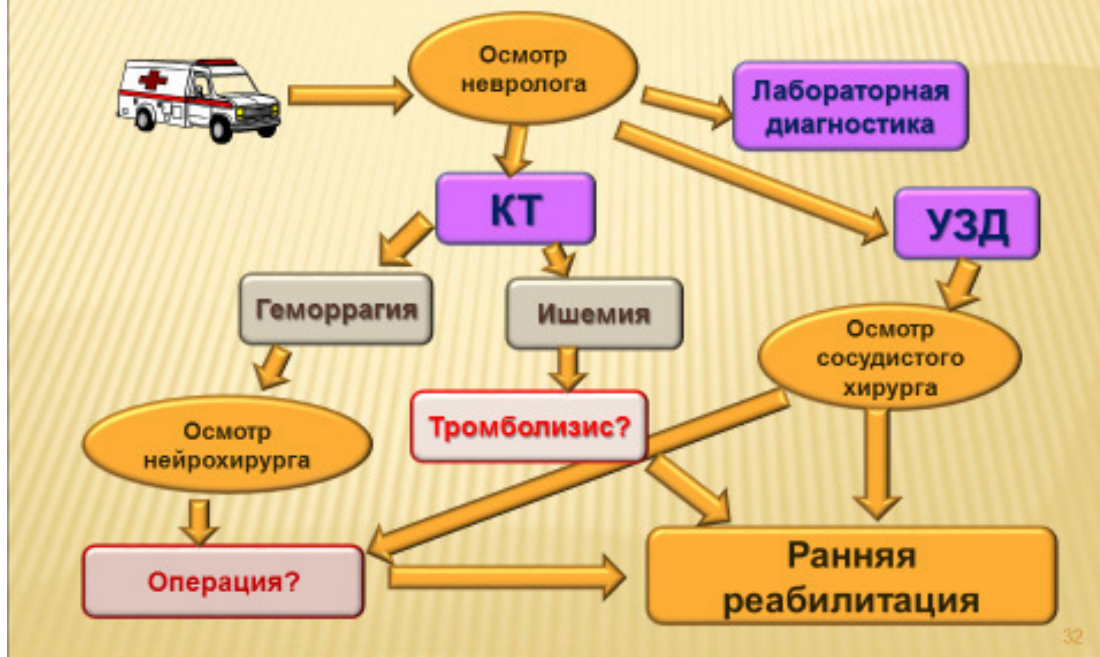 Осмотр
невролога
Лабораторная
диагностика
КТ
УЗД
Геморрагия
Ишемия
Осмотр
сосудистого
хирурга
Тромболизис?
Осмотр
нейрохирурга
Операция?
Ранняя
реабилитация
32